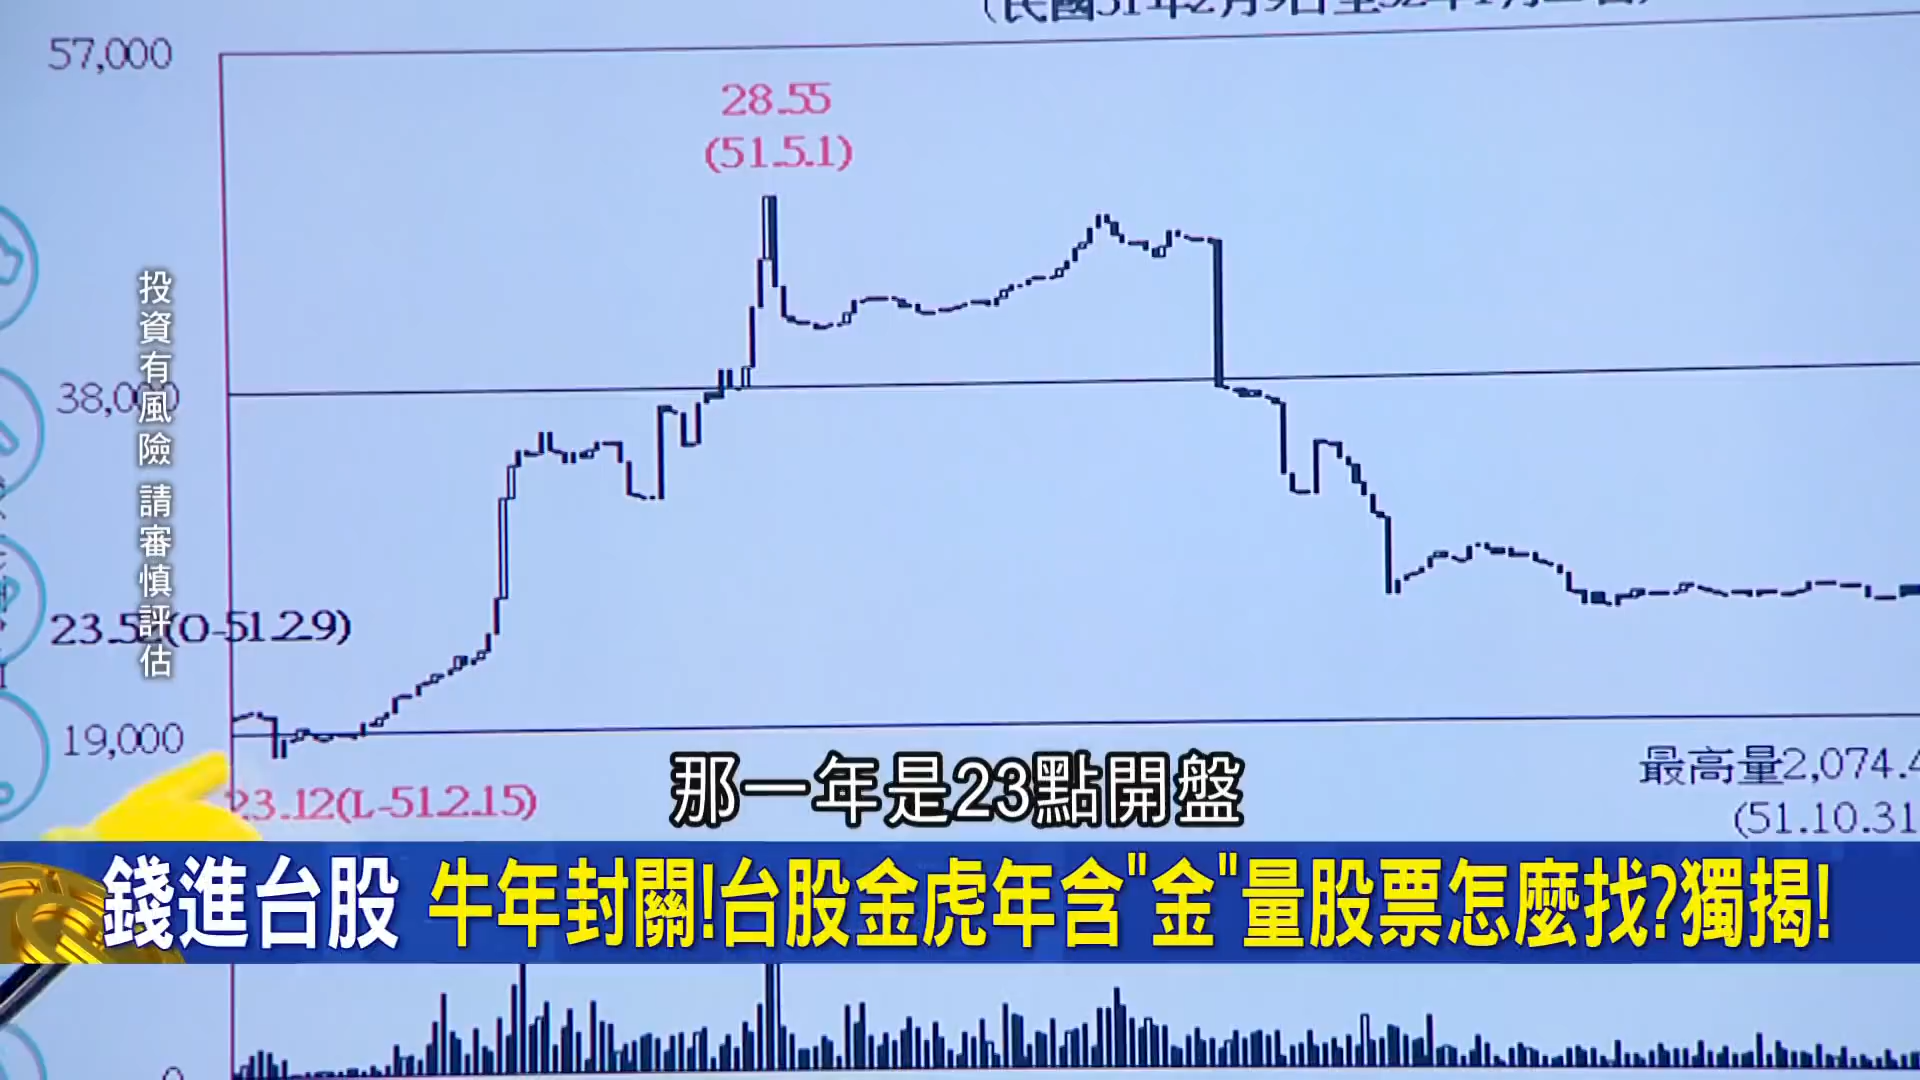 57,000
28.55
(51.5.1)
投資有風險 請審慎評估
38,000
(O-51.2.9)
19,000
23.12(L-51.2.15)
最高量2,074.4
(51.10.31
那一年是23點開盤
錢進台股 牛年封關!台股金虎年含"金"量股票怎麼找?獨揭!
0